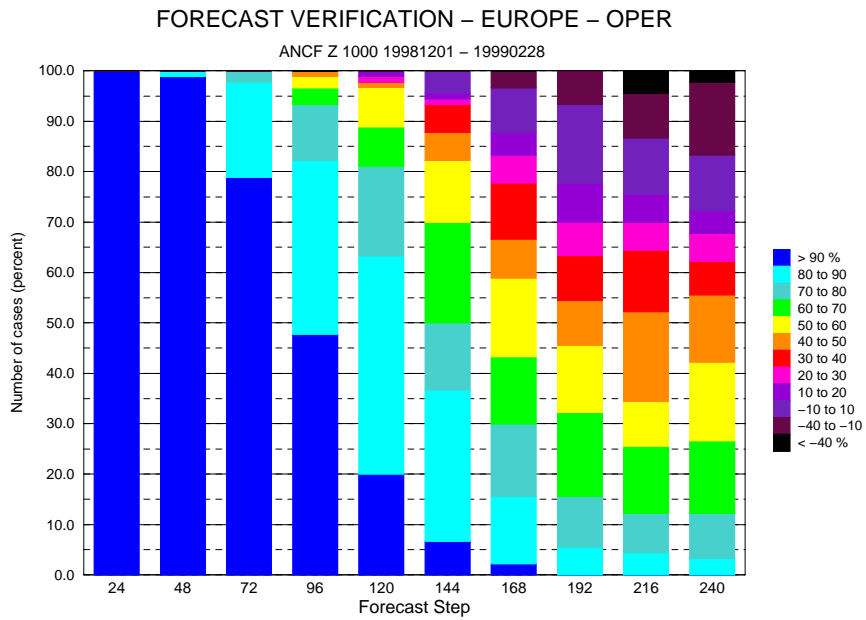 FORECAST VERIFICATION – EUROPE – OPER
ANCF Z 1000 19981201 – 19990228
Number of cases (percent)
100.0
90.0
80.0
70.0
60.0
50.0
40.0
30.0
20.0
10.0
0.0
24 48 72 96 120 144 168 192 216 240
Forecast Step
> 90 %
80 to 90
70 to 80
60 to 70
50 to 60
40 to 50
30 to 40
20 to 30
10 to 20
−10 to 10
−40 to −10
< −40 %